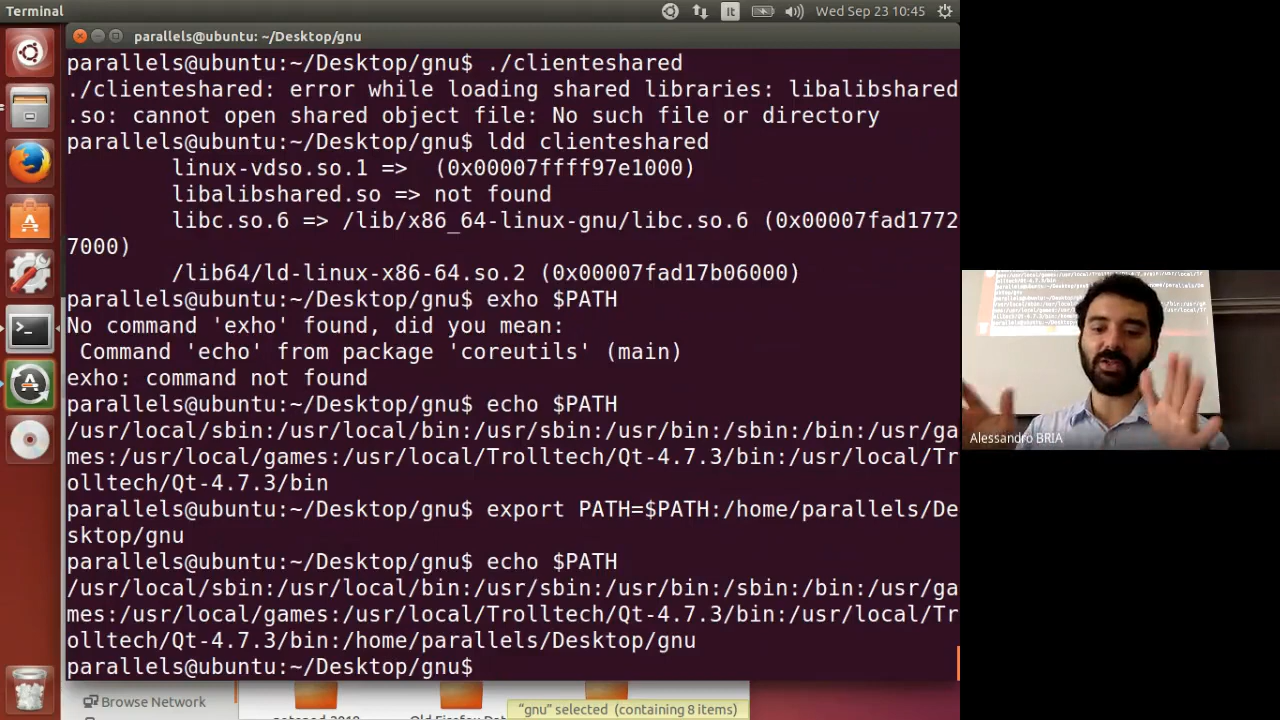 Terminal
It
Wed Sep 23 10:45
parallels@ubuntu: ~/Desktop/gnu
parallels@ubuntu:~/Desktop/gnu$ ./clienteshared
./clienteshared: error while loading shared libraries: libalibshared
.so: cannot open shared object file: No such file or directory
parallels@ubuntu:~/Desktop/gnu$ ldd clienteshared
linux-vdso.so.1 => (0x00007ffff97e1000)
libalibshared.so => not found
libc.so.6 => /lib/x86_64-linux-gnu/libc.so.6 (0x00007fad1772
7000)
/lib64/ld-linux-x86-64.so.2 (0x00007fad17b06000)
parallels@ubuntu:~/Desktop/gnu$ exho $PATH
No command 'exho' found, did you mean:
Command 'echo' from package 'coreutils' (main)
exho: command not found
parallels@ubuntu:~/Desktop/gnu$ echo $PATH
/usr/local/sbin:/usr/local/bin:/usr/sbin:/usr/bin:/sbin:/bin:/usr/ga
mes:/usr/local/games:/usr/local/Trolltech/Qt-4.7.3/bin:/usr/local/Tr
olltech/Qt-4.7.3/bin
parallels@ubuntu:~/Desktop/gnu$ export PATH=$PATH:/home/parallels/De
sktop/gnu
parallels@ubuntu:~/Desktop/gnu$ echo $PATH
/usr/local/sbin:/usr/local/bin:/usr/sbin:/usr/bin:/sbin:/bin:/usr/ga
mes:/usr/local/games:/usr/local/Trolltech/Qt-4.7.3/bin:/usr/local/Tr
olltech/Qt-4.7.3/bin:/home/parallels/Desktop/gnu
parallels@ubuntu:~/Desktop/gnu$
Alessandro BRIA
Browse Network
"gnu" selected (containing 8 items)